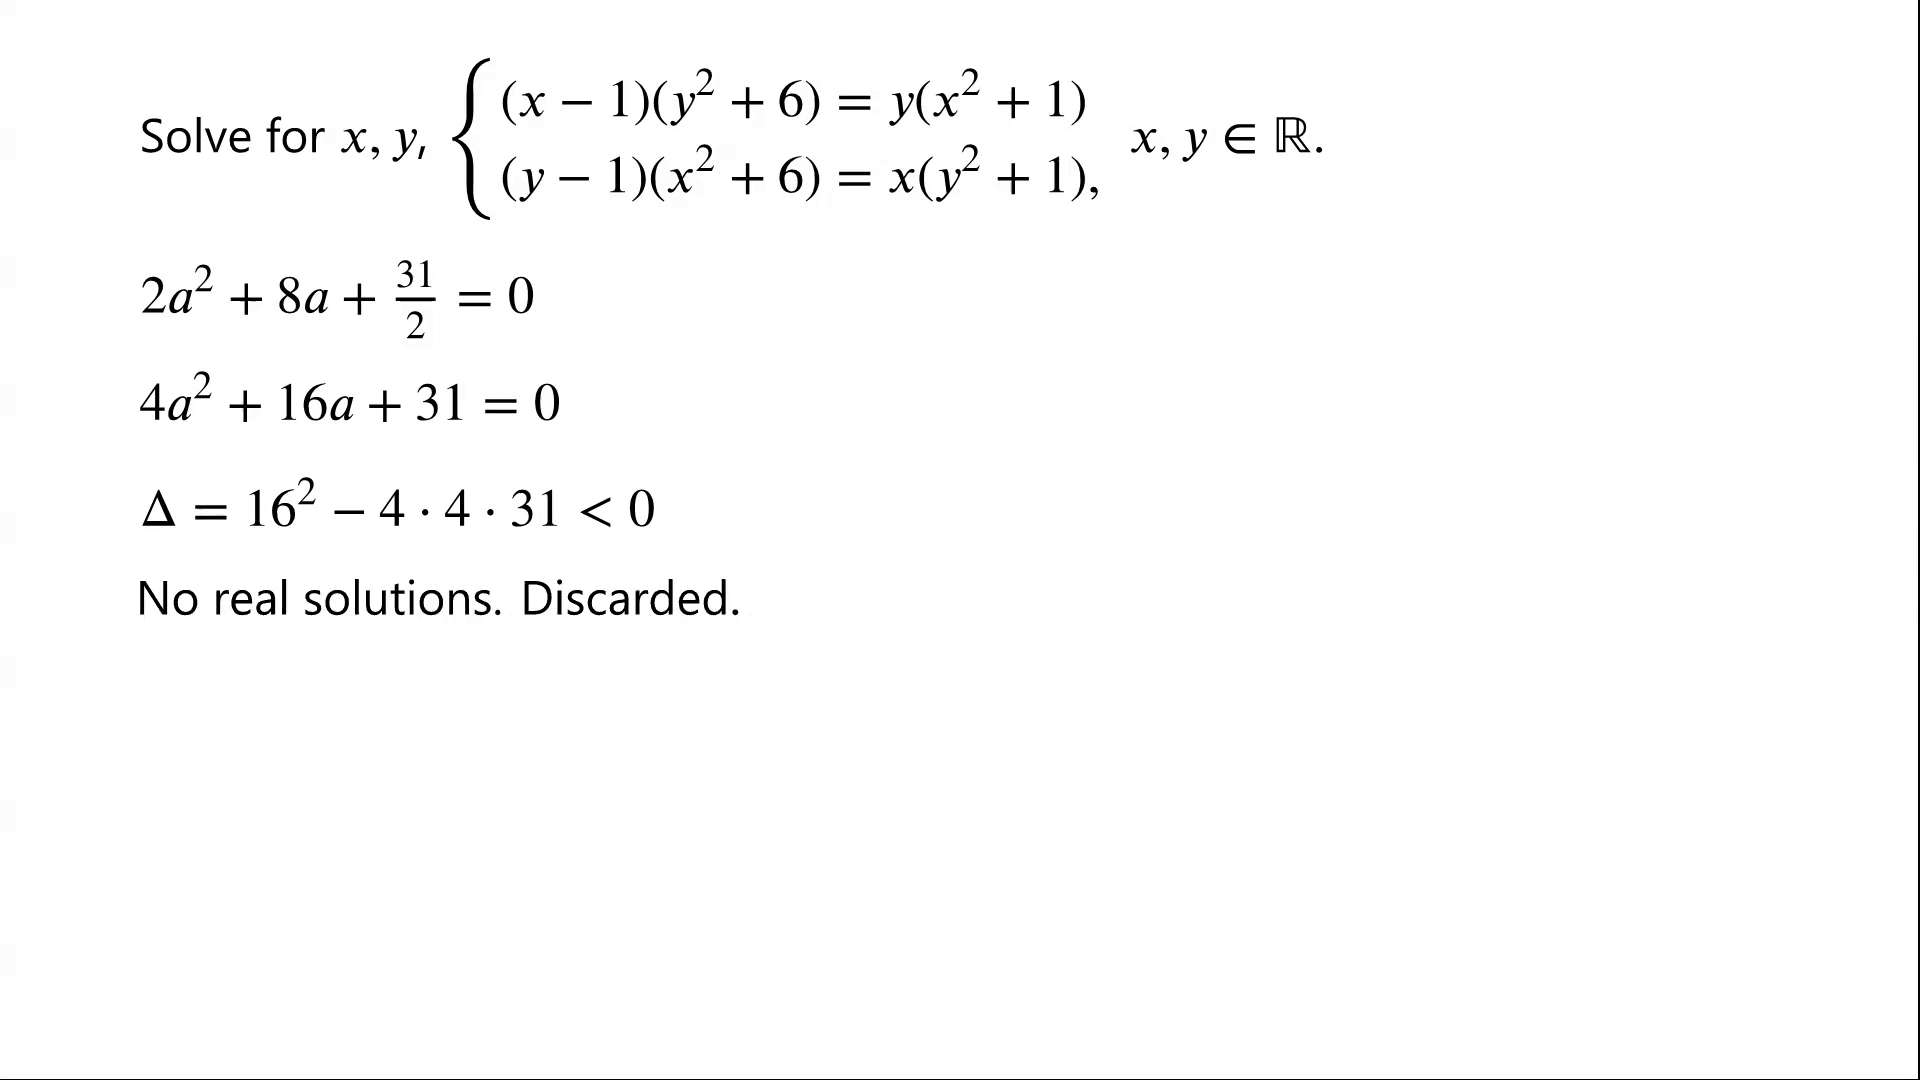 Solve for x, y, { (x − 1)(y² + 6) = y(x² + 1)
(y − 1)(x² + 6) = x(y² + 1), x, y ∈ ℝ.
2a² + 8a + 31/2 = 0
4a² + 16a + 31 = 0
Δ = 16² − 4 · 4 · 31 < 0
No real solutions. Discarded.